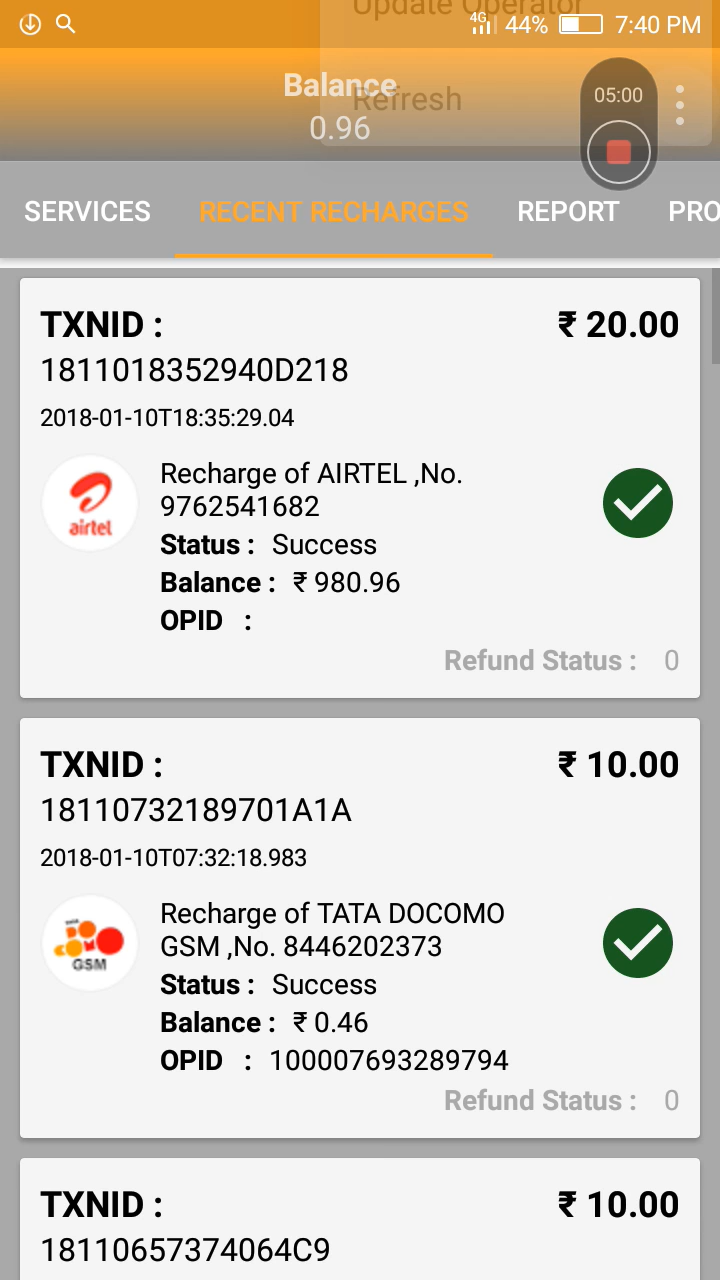 Update Operator
4G 44% 7:40 PM
Balance
Refresh
05:00
0.96
SERVICES RECENT RECHARGES REPORT PRO
TXNID : ₹ 20.00
1811018352940D218
2018-01-10T18:35:29.04
airtel
Recharge of AIRTEL ,No.
9762541682
Status : Success
Balance : ₹ 980.96
OPID :
Refund Status : 0
TXNID : ₹ 10.00
18110732189701A1A
2018-01-10T07:32:18.983
GSM
Recharge of TATA DOCOMO
GSM ,No. 8446202373
Status : Success
Balance : ₹ 0.46
OPID : 100007693289794
Refund Status : 0
TXNID : ₹ 10.00
18110657374064C9